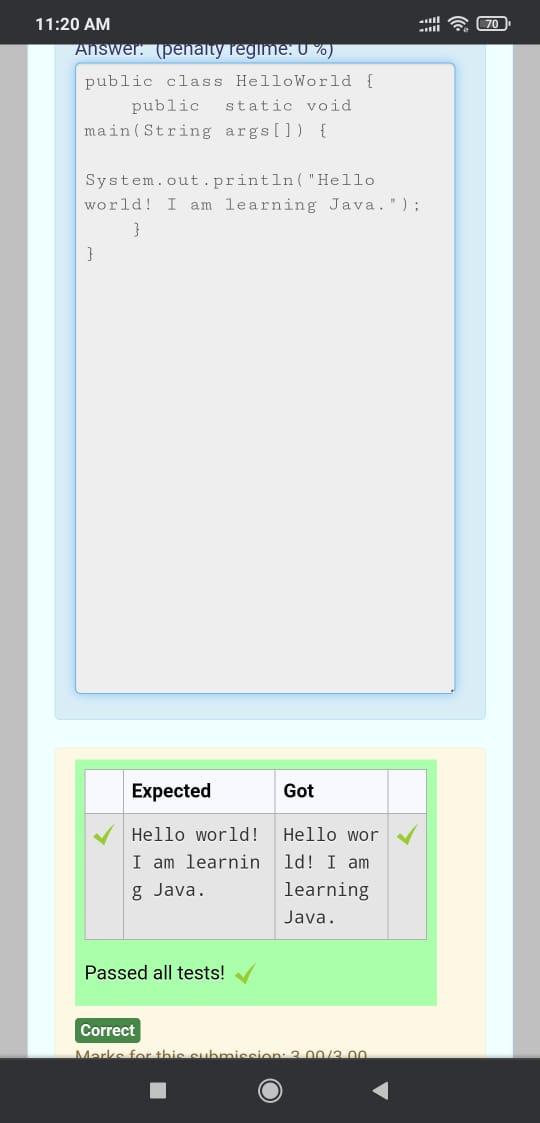 11:20 AM
70
Answer: (penalty regime: 0 %)
public class HelloWorld {
    public  static void
main(String args[]) {
System.out.println("Hello
world! I am learning Java.");
    }
}
Expected Got
Hello world! Hello wor
I am learnin ld! I am
g Java. learning
Java.
Passed all tests!
Correct
Marks for this submission: 3.00/3.00